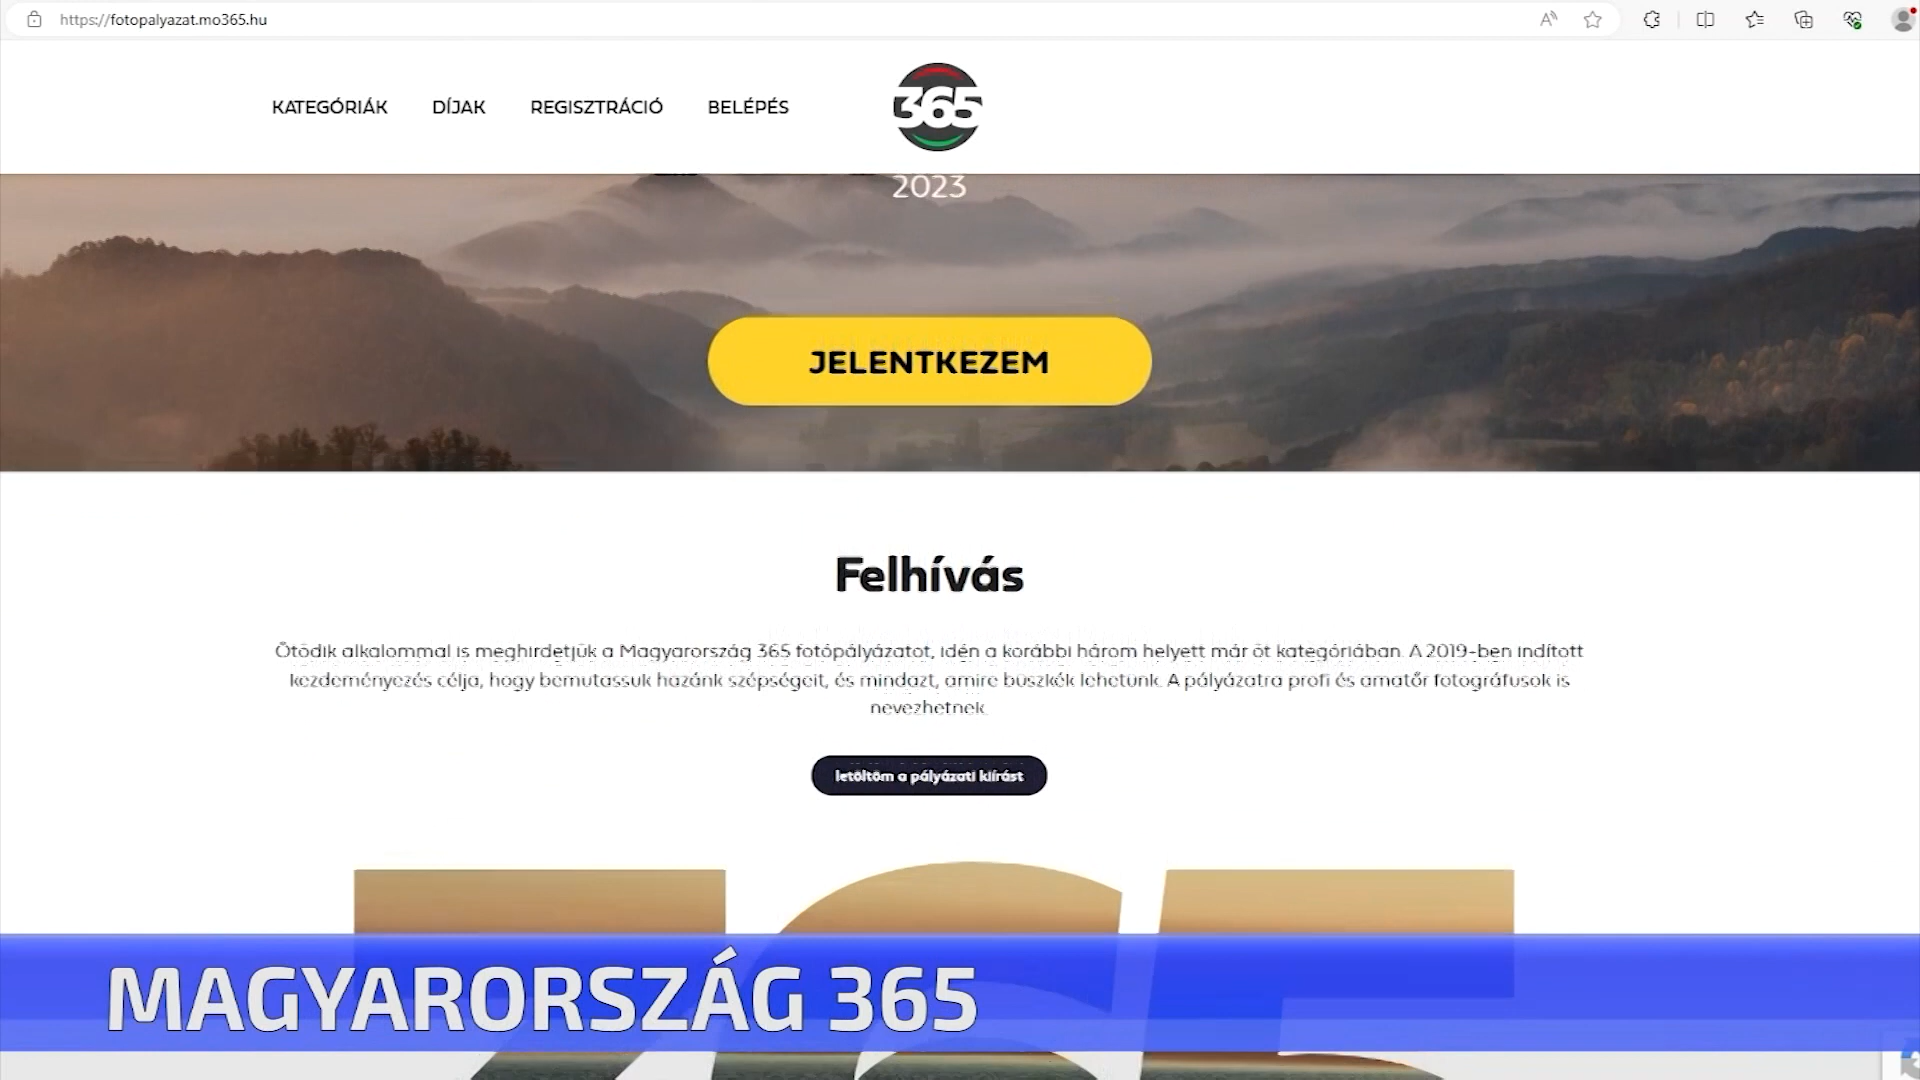 https://fotopalyazat.mo365.hu
KATEGÓRIÁK DÍJAK REGISZTRÁCIÓ BELÉPÉS
365
2023
JELENTKEZEM
Felhívás
Ötödik alkalommal is meghirdetjük a Magyarország 365 fotópályázatot, idén a korábbi három helyett már öt kategóriában. A 2019-ben indított
kezdeményezés célja, hogy bemutassuk hazánk szépségeit, és mindazt, amire büszkék lehetünk. A pályázatra profi és amatőr fotográfusok is
nevezhetnek.
letöltöm a pályázati kiírást
365
MAGYARORSZÁG 365